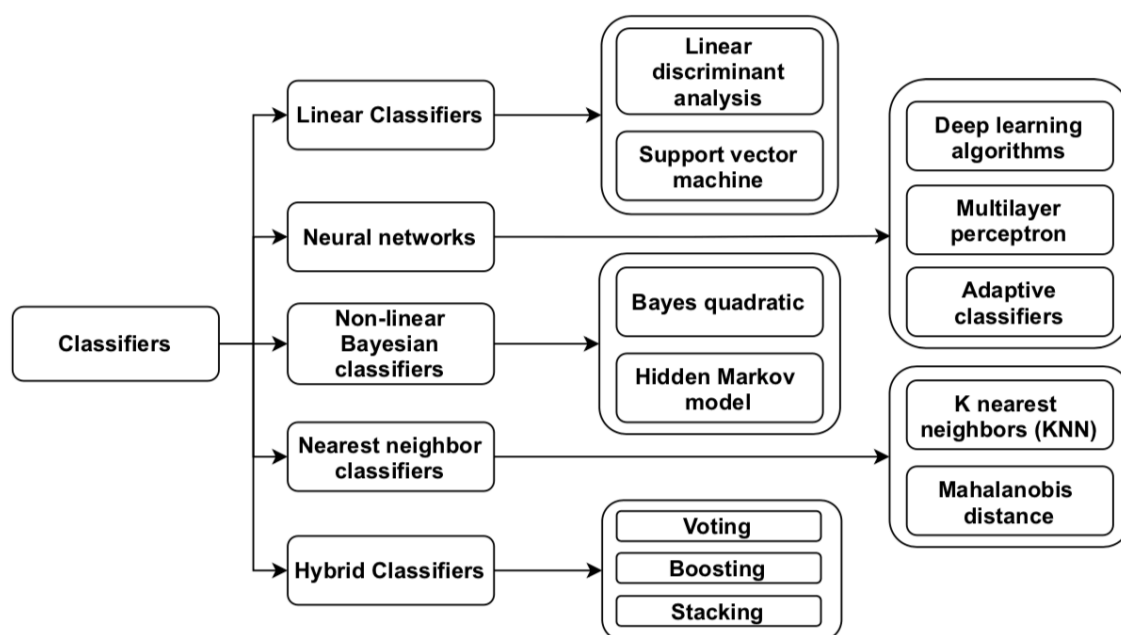 Classifiers
Linear Classifiers
Linear
discriminant
analysis
Support vector
machine
Neural networks
Deep learning
algorithms
Multilayer
perceptron
Adaptive
classifiers
Non-linear
Bayesian
classifiers
Bayes quadratic
Hidden Markov
model
Nearest neighbor
classifiers
K nearest
neighbors (KNN)
Mahalanobis
distance
Hybrid Classifiers
Voting
Boosting
Stacking